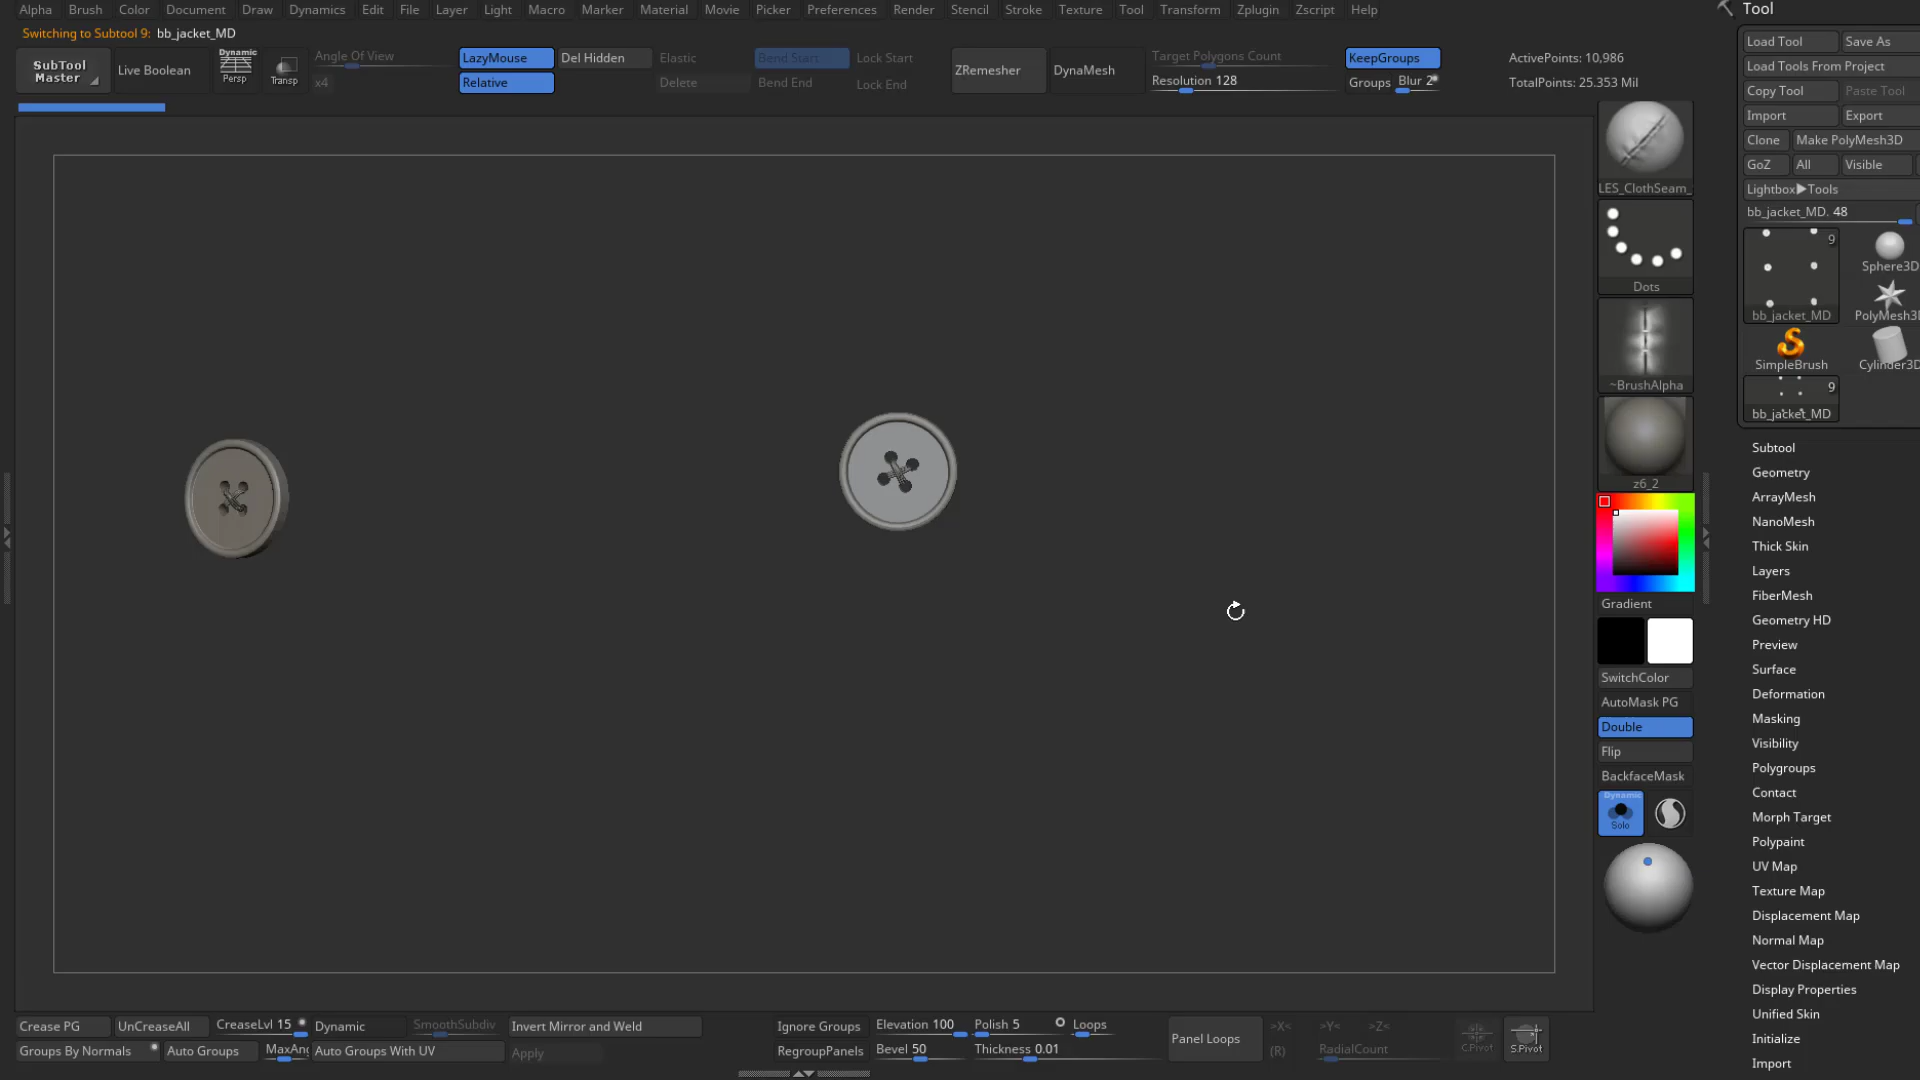 Alpha Brush Color Document Draw Dynamics Edit File Layer Light Macro Marker Material Movie Picker Preferences Render Stencil Stroke Texture Tool Transform Zplugin Zscript Help
Switching to Subtool 9: bb_jacket_MD
SubTool Master
Live Boolean
Dynamic
Persp
Transp
Angle Of View
x4
LazyMouse
Relative
Del Hidden
Elastic
Delete
Bend Start
Bend End
Lock Start
Lock End
ZRemesher
DynaMesh
Target Polygons Count
Resolution 128
KeepGroups
Groups Blur 2
ActivePoints: 10,986
TotalPoints: 25.353 Mil
LES_ClothSeam_
Dots
~BrushAlpha
z6_2
Gradient
SwitchColor
AutoMask PG
Double
Flip
BackfaceMask
Dynamic
Solo
Tool
Load Tool Save As
Load Tools From Project
Copy Tool Paste Tool
Import Export
Clone Make PolyMesh3D
GoZ All Visible
Lightbox▶Tools
bb_jacket_MD. 48
9
bb_jacket_MD
Sphere3D
PolyMesh3D
SimpleBrush
Cylinder3D
9
bb_jacket_MD
Subtool
Geometry
ArrayMesh
NanoMesh
Thick Skin
Layers
FiberMesh
Geometry HD
Preview
Surface
Deformation
Masking
Visibility
Polygroups
Contact
Morph Target
Polypaint
UV Map
Texture Map
Displacement Map
Normal Map
Vector Displacement Map
Display Properties
Unified Skin
Initialize
Import
Crease PG UnCreaseAll CreaseLvl 15 Dynamic SmoothSubdiv Invert Mirror and Weld
Groups By Normals Auto Groups MaxAng Auto Groups With UV Apply
Ignore Groups Elevation 100 Polish 5 Loops
RegroupPanels Bevel 50 Thickness 0.01
Panel Loops
>X< >Y< >Z<
(R) RadialCount
C.Pivot
S.Pivot